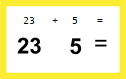 23 + 5 =
23 5 =